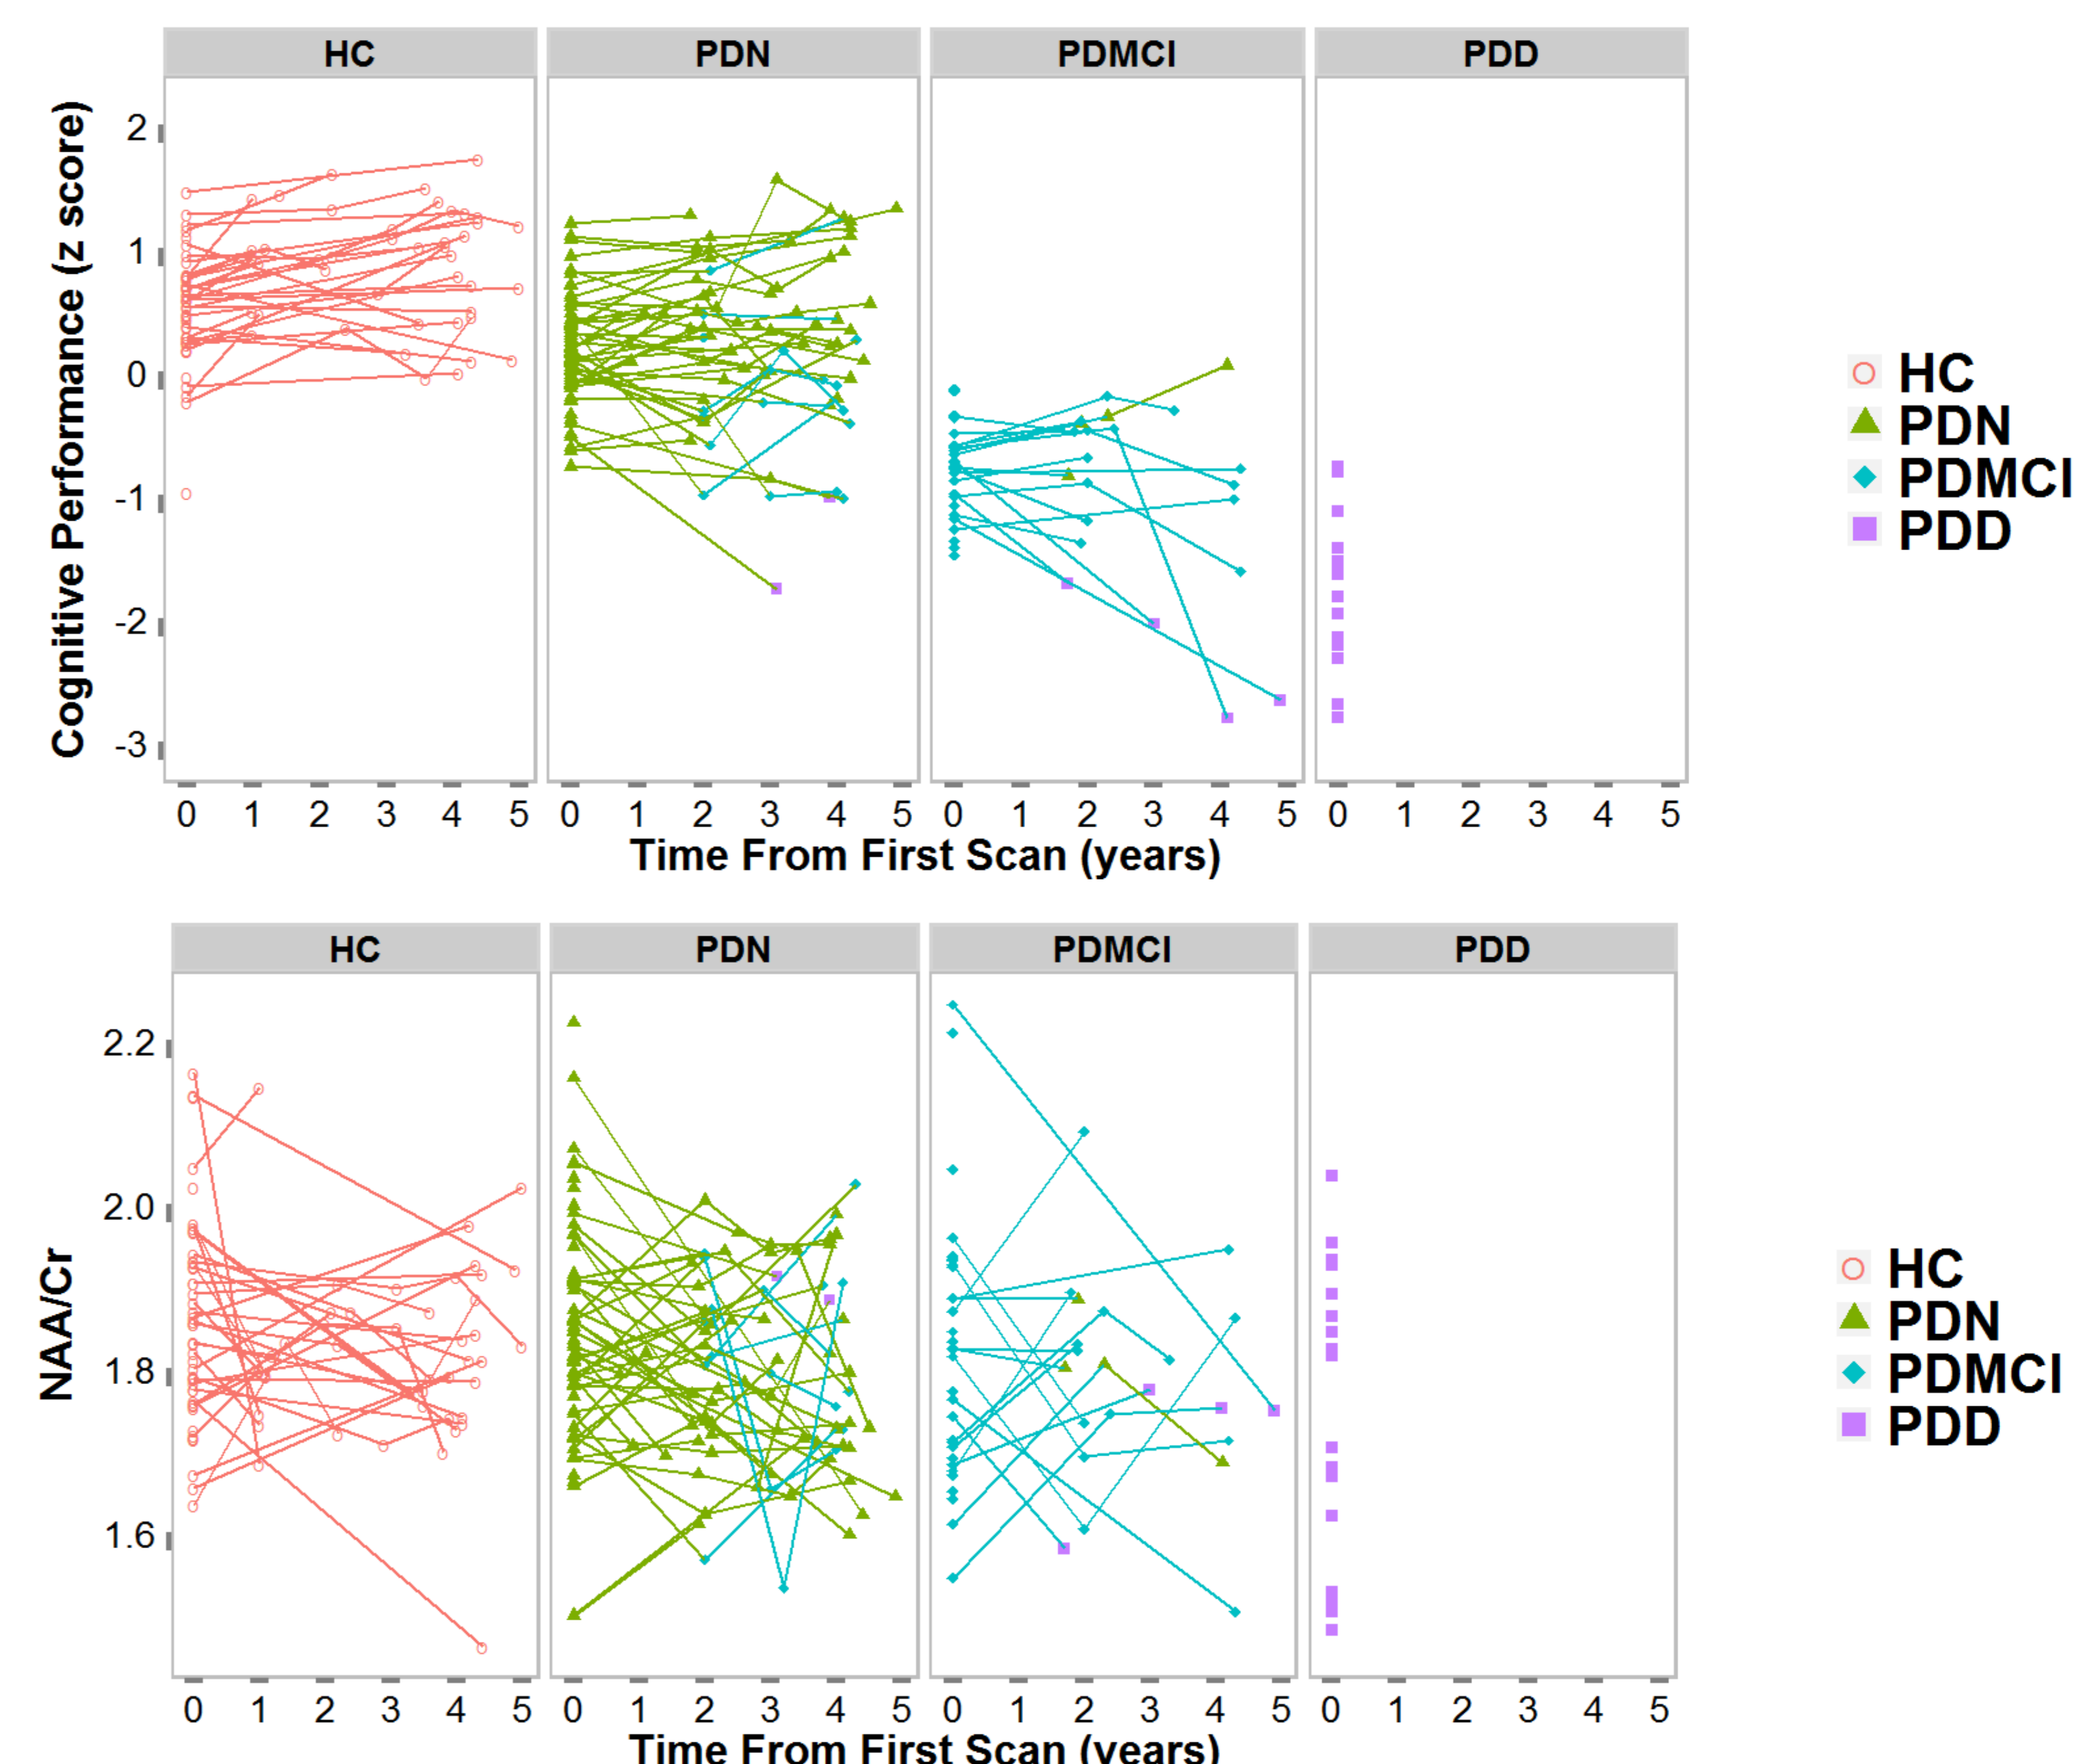 HC PDN PDMCI PDD
Cognitive Performance (z score)
2
1
0
-1
-2
-3
0 1 2 3 4 5 0 1 2 3 4 5 0 1 2 3 4 5 0 1 2 3 4 5
Time From First Scan (years)
HC
PDN
PDMCI
PDD
HC PDN PDMCI PDD
NAA/Cr
2.2
2.0
1.8
1.6
0 1 2 3 4 5 0 1 2 3 4 5 0 1 2 3 4 5 0 1 2 3 4 5
Time From First Scan (years)
HC
PDN
PDMCI
PDD